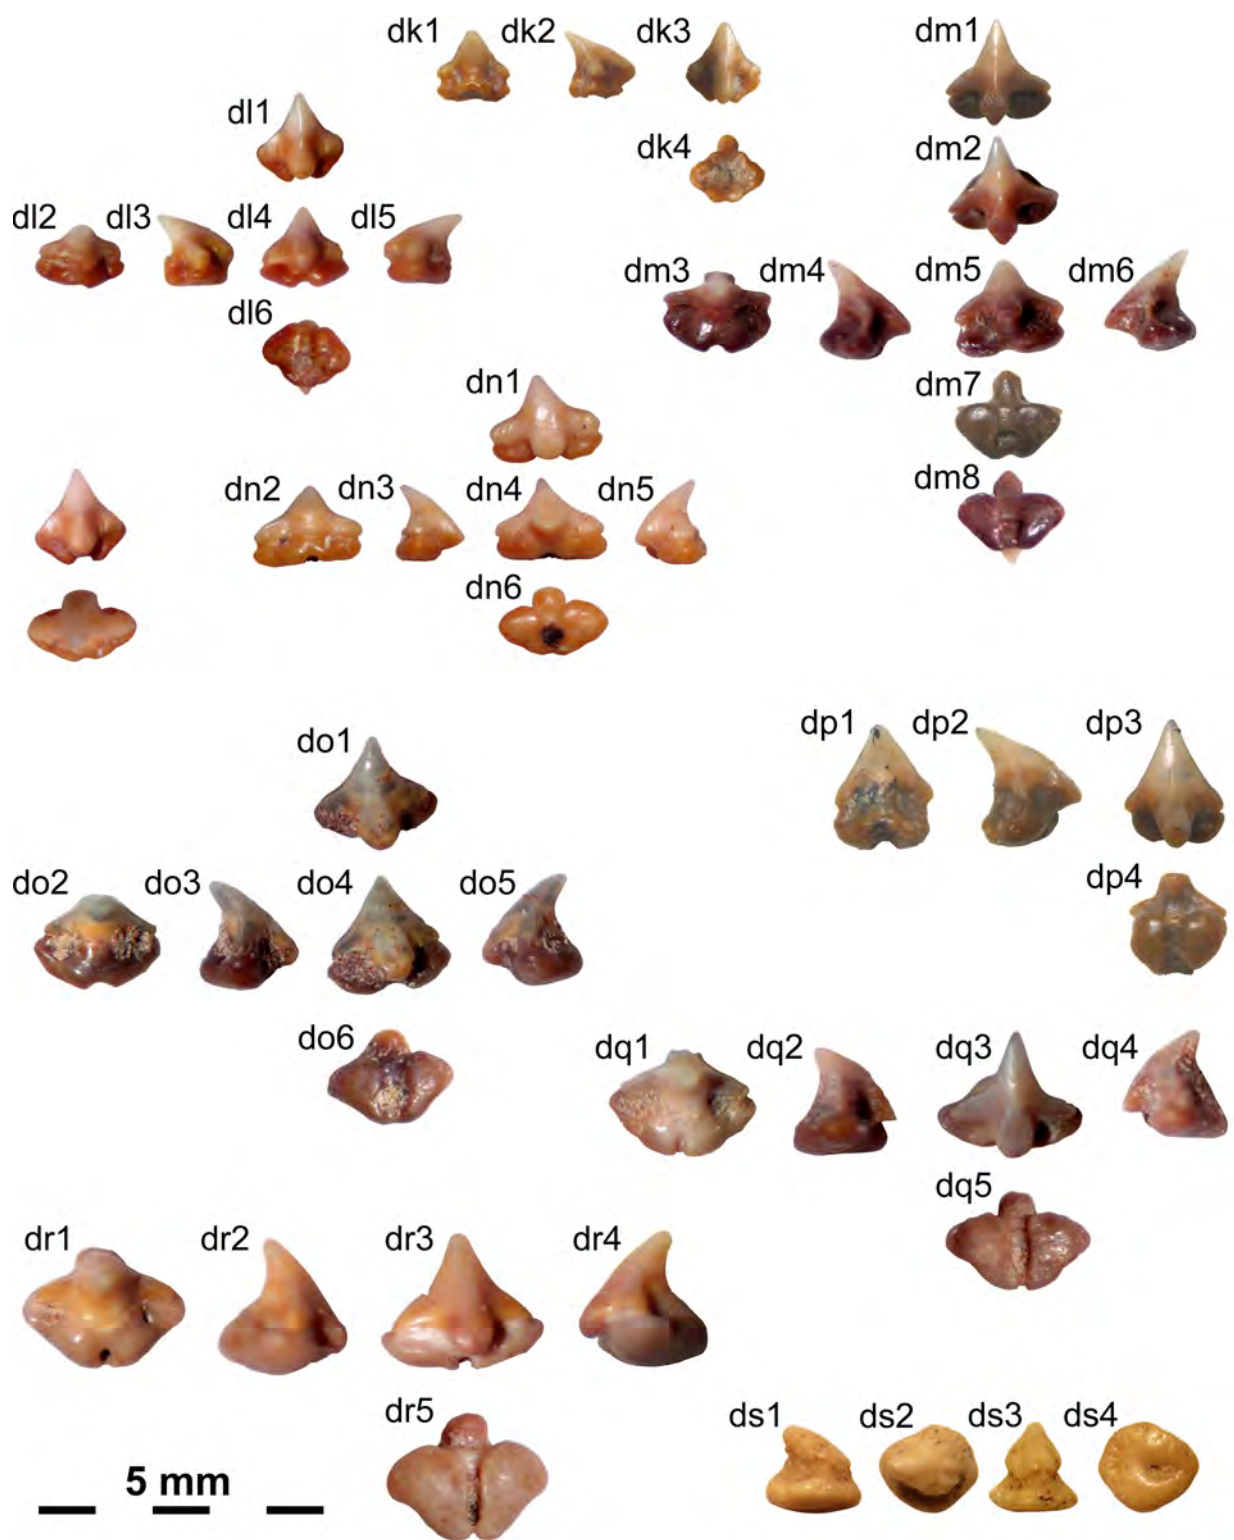 dk1 dk2 dk3 dm1
dl1
dk4 dm2
dl2 dl3 dl4 dl5
dm3 dm4 dm5 dm6
dl6
dn1 dm7
dn2 dn3 dn4 dn5 dm8
dn6
do1 dp1 dp2 dp3
do2 do3 do4 do5 dp4
do6 dq1 dq2 dq3 dq4
dq5
dr1 dr2 dr3 dr4
dr5 ds1 ds2 ds3 ds4
5 mm